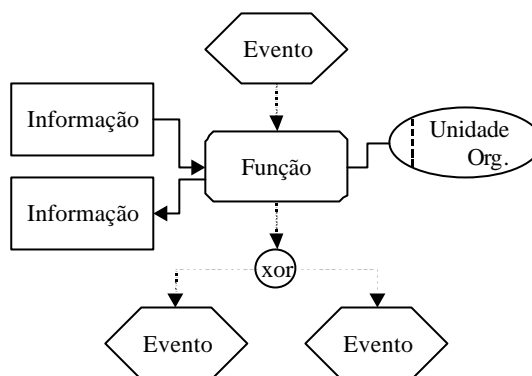 Evento
Informação
Função
Unidade
Org.
Informação
xor
Evento
Evento